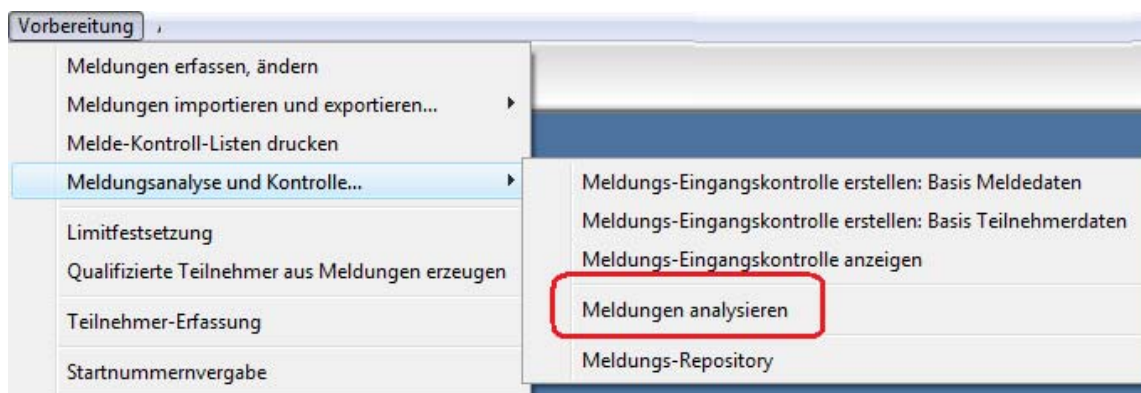 Vorbereitung
Meldungen erfassen, ändern
Meldungen importieren und exportieren...
Melde-Kontroll-Listen drucken
Meldungsanalyse und Kontrolle...
Limitfestsetzung
Qualifizierte Teilnehmer aus Meldungen erzeugen
Teilnehmer-Erfassung
Startnummernvergabe
Meldungs-Eingangskontrolle erstellen: Basis Meldedaten
Meldungs-Eingangskontrolle erstellen: Basis Teilnehmerdaten
Meldungs-Eingangskontrolle anzeigen
Meldungen analysieren
Meldungs-Repository